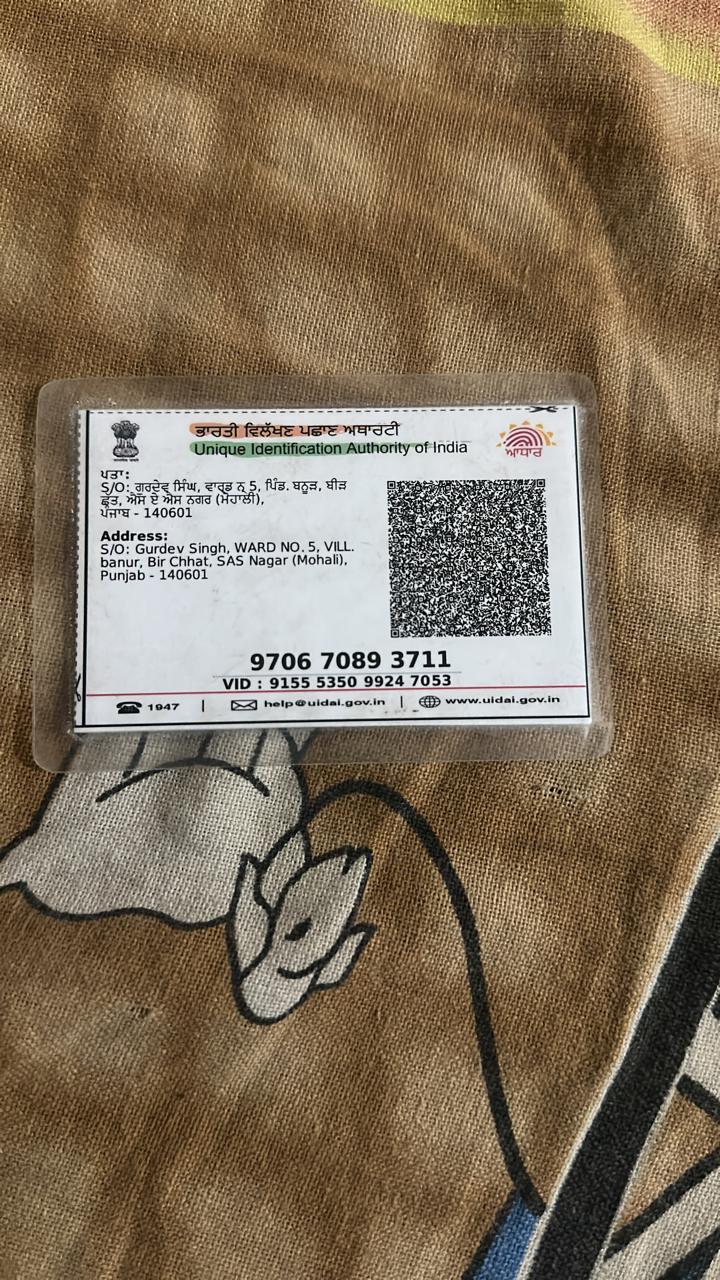 ਭਾਰਤੀ ਵਿਲੱਖਣ ਪਛਾਣ ਅਥਾਰਟੀ
Unique Identification Authority of India
ਆਧਾਰ
ਪਤਾ:
S/O: ਗੁਰਦੇਵ ਸਿੰਘ, ਵਾਰਡ ਨੰ 5, ਪਿੰਡ. ਬਨੂੜ, ਬੀੜ
ਛੱਤ, ਐਸ ਏ ਐਸ ਨਗਰ (ਮੋਹਾਲੀ),
ਪੰਜਾਬ - 140601
Address:
S/O: Gurdev Singh, WARD NO. 5, VILL.
banur, Bir Chhat, SAS Nagar (Mohali),
Punjab - 140601
9706 7089 3711
VID : 9155 5350 9924 7053
1947 | help@uidai.gov.in | www.uidai.gov.in